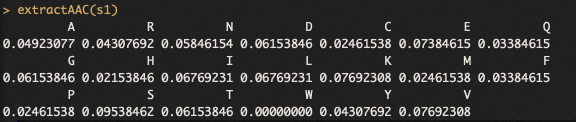 > extractAAC(s1)
A R N D C E Q
0.04923077 0.04307692 0.05846154 0.06153846 0.02461538 0.07384615 0.03384615
G H I L K M F
0.06153846 0.02153846 0.06769231 0.06769231 0.07692308 0.02461538 0.03384615
P S T W Y V
0.02461538 0.09538462 0.06153846 0.00000000 0.04307692 0.07692308